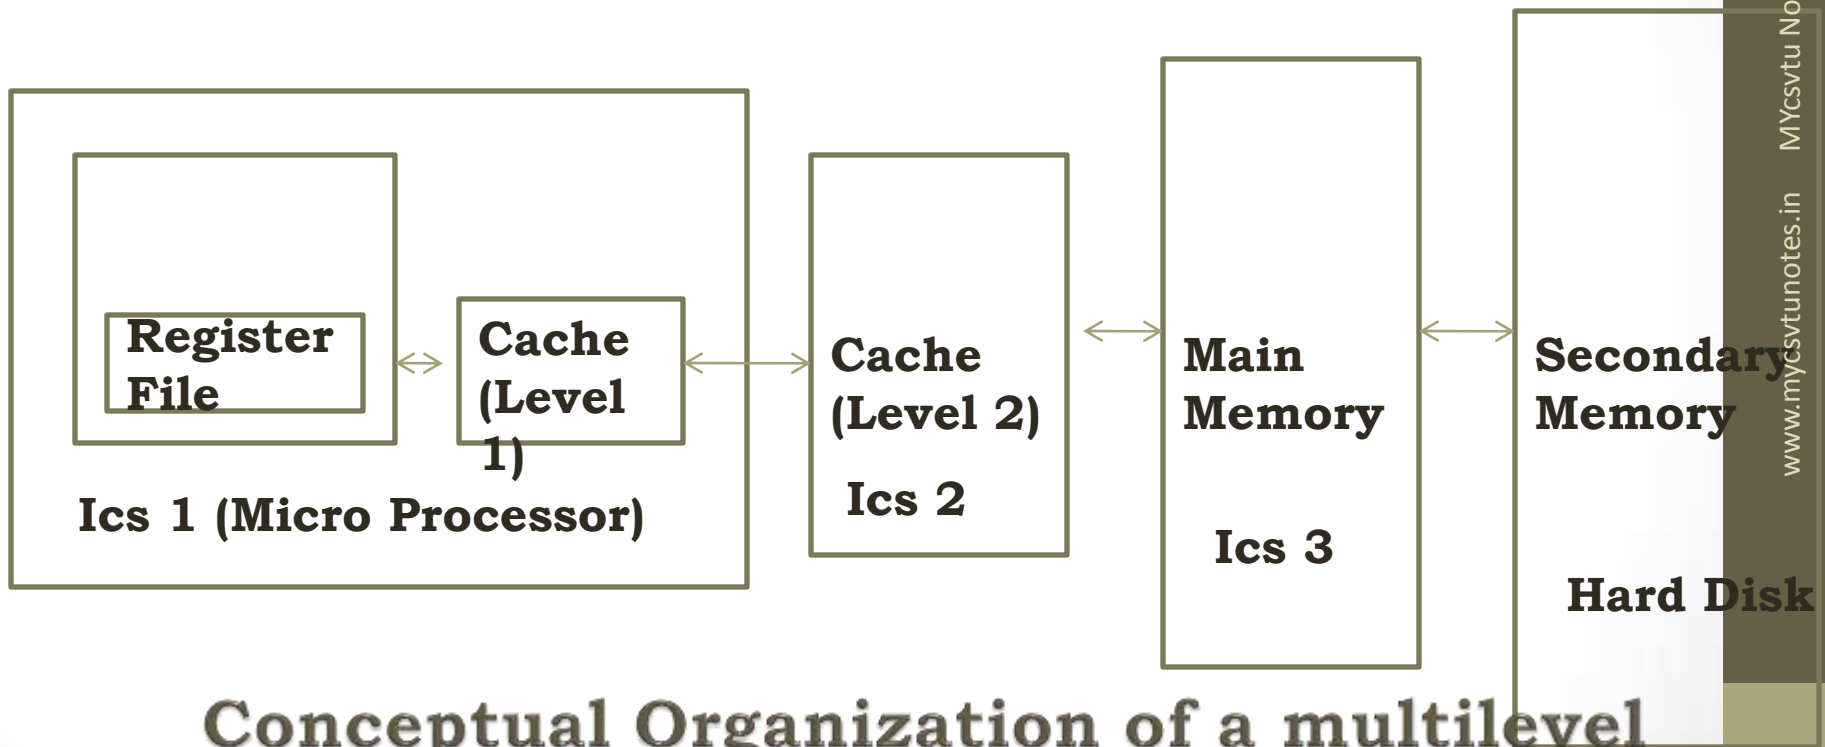 Register
File
Cache
(Level
1)
Ics 1 (Micro Processor)
Cache
(Level 2)
Ics 2
Main
Memory
Ics 3
Secondary
Memory
Hard Disk
www.mycsvtunotes.in MYcsvtu No
Conceptual Organization of a multilevel